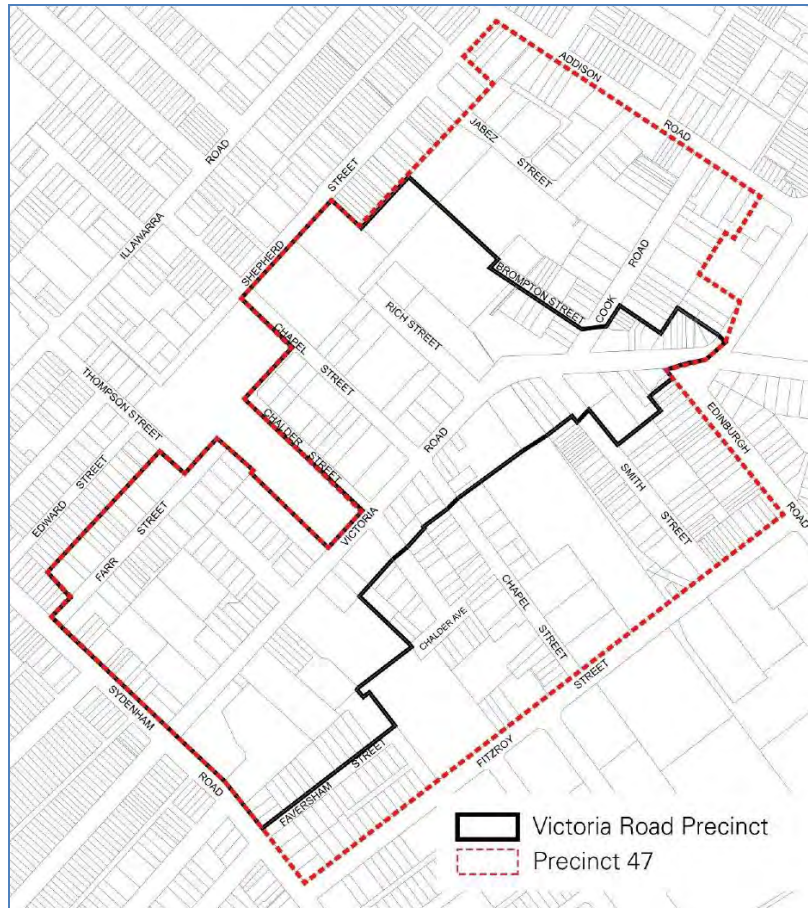 ADDISON
ROAD
JABEZ
STREET
ROAD
STREET
ILLAWARRA
SHEPHERD
ROAD
BROMPTON STREET
COOK
RICH STREET
CHAPEL
STREET
THOMPSON STREET
CHALDER
STREET
ROAD
VICTORIA
EDINBURGH
ROAD
SMITH
STREET
EDWARD STREET
STREET
FARR
CHAPEL
STREET
CHALDER AVE
SYDENHAM
ROAD
STREET
FITZROY
STREET
FAVERSHAM
Victoria Road Precinct
Precinct 47